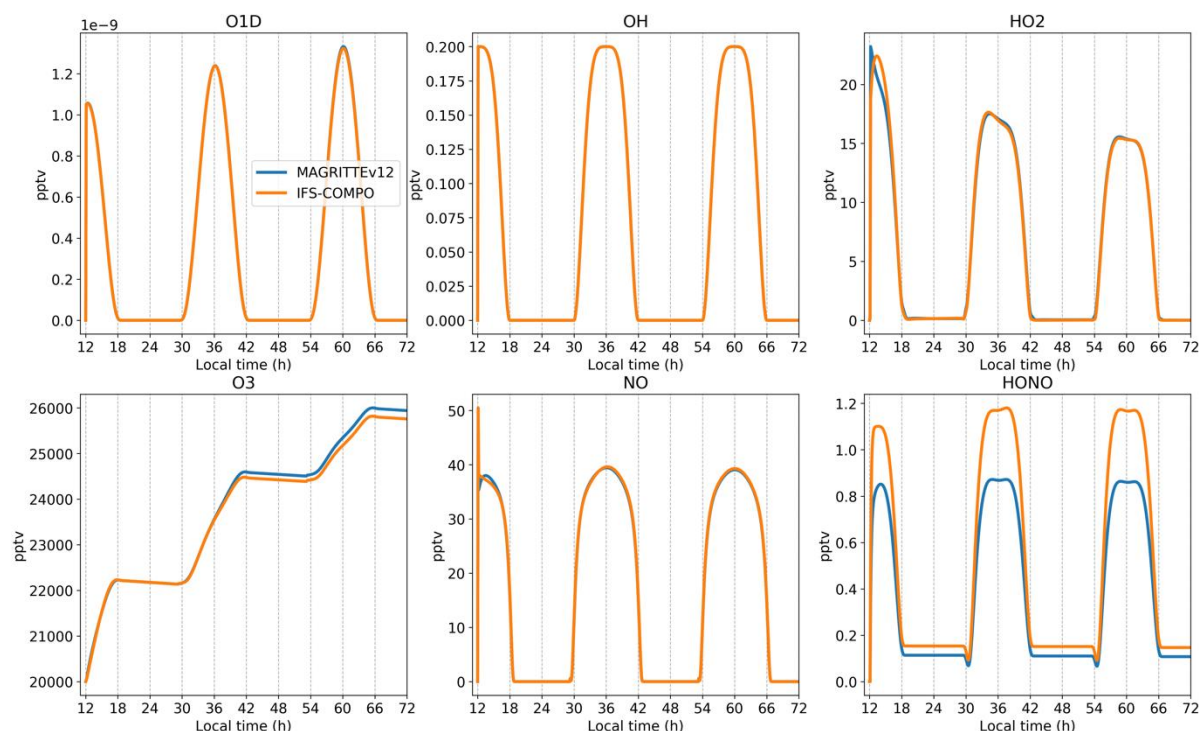 O1D
1e−9
pptv
1.2
1.0
0.8
0.6
0.4
0.2
0.0
MAGRITTEv12
IFS-COMPO
12 18 24 30 36 42 48 54 60 66 72
Local time (h)
OH
pptv
0.200
0.175
0.150
0.125
0.100
0.075
0.050
0.025
0.000
12 18 24 30 36 42 48 54 60 66 72
Local time (h)
HO2
pptv
20
15
10
5
0
12 18 24 30 36 42 48 54 60 66 72
Local time (h)
O3
pptv
26000
25000
24000
23000
22000
21000
20000
12 18 24 30 36 42 48 54 60 66 72
Local time (h)
NO
pptv
50
40
30
20
10
0
12 18 24 30 36 42 48 54 60 66 72
Local time (h)
HONO
pptv
1.2
1.0
0.8
0.6
0.4
0.2
0.0
12 18 24 30 36 42 48 54 60 66 72
Local time (h)